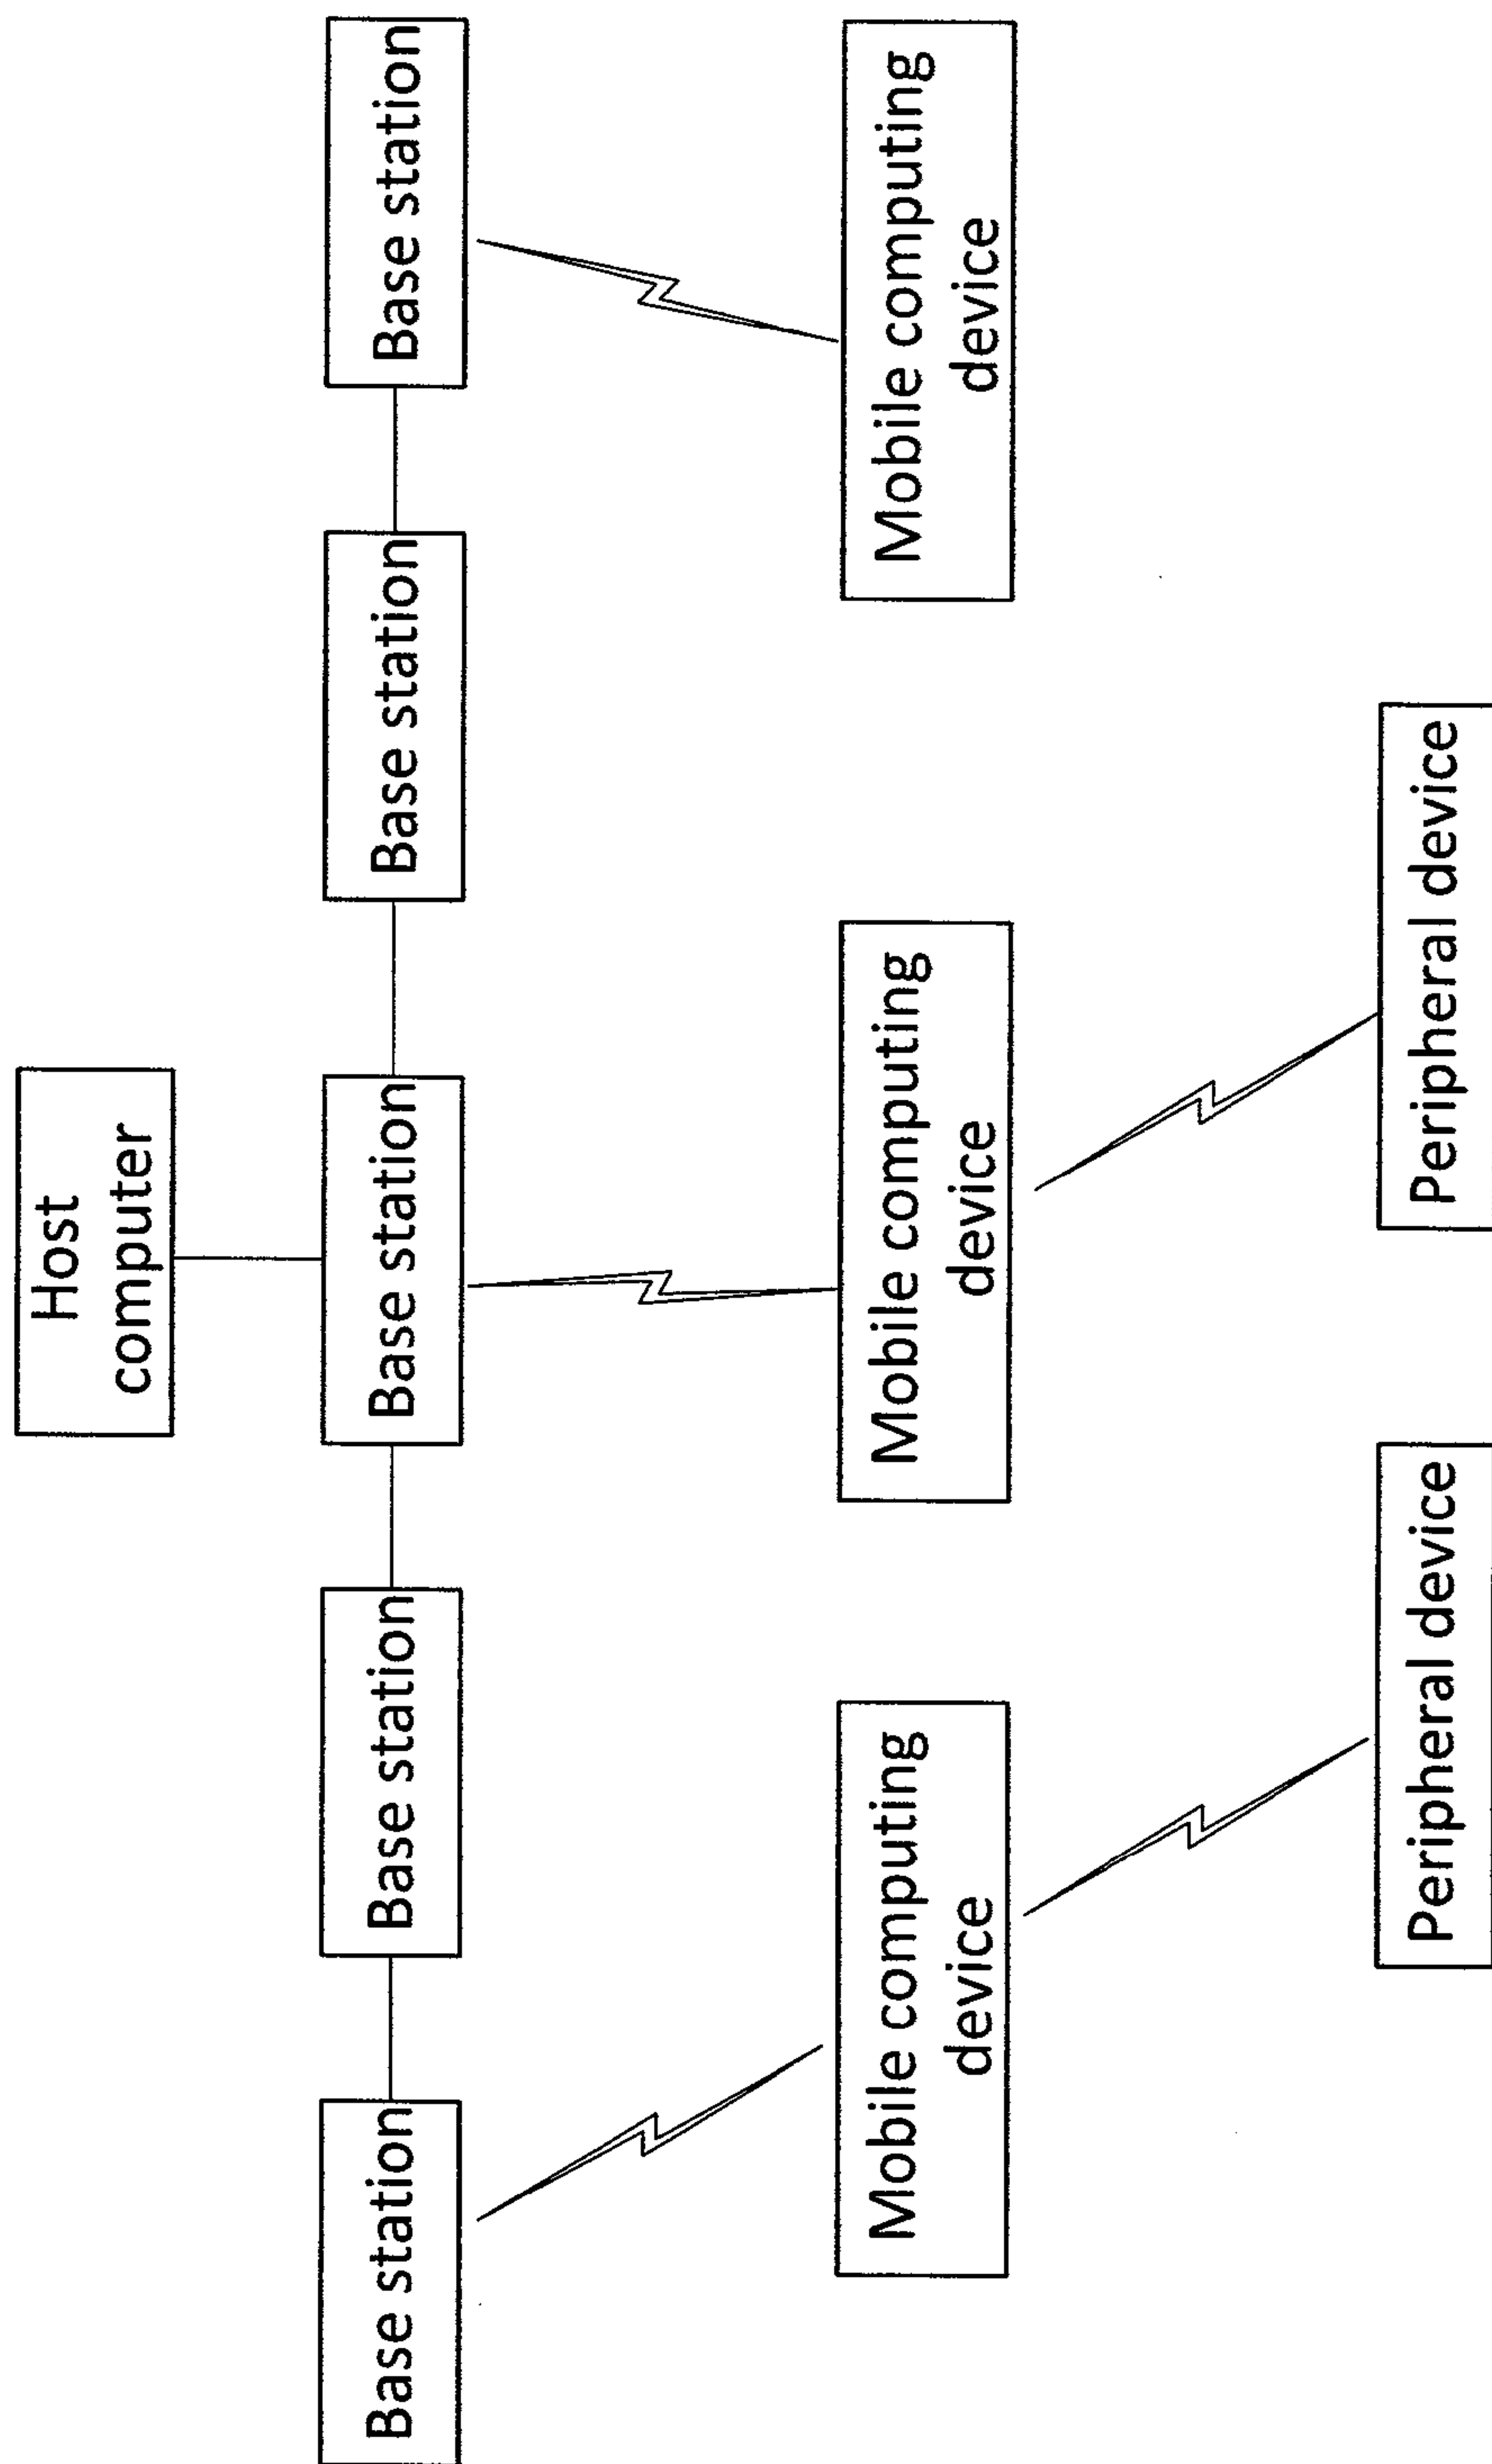 Host
computer
Base station
Base station
Base station
Base station
Base station
Mobile computing
device
Mobile computing
device
Mobile computing
device
Peripheral device
Peripheral device